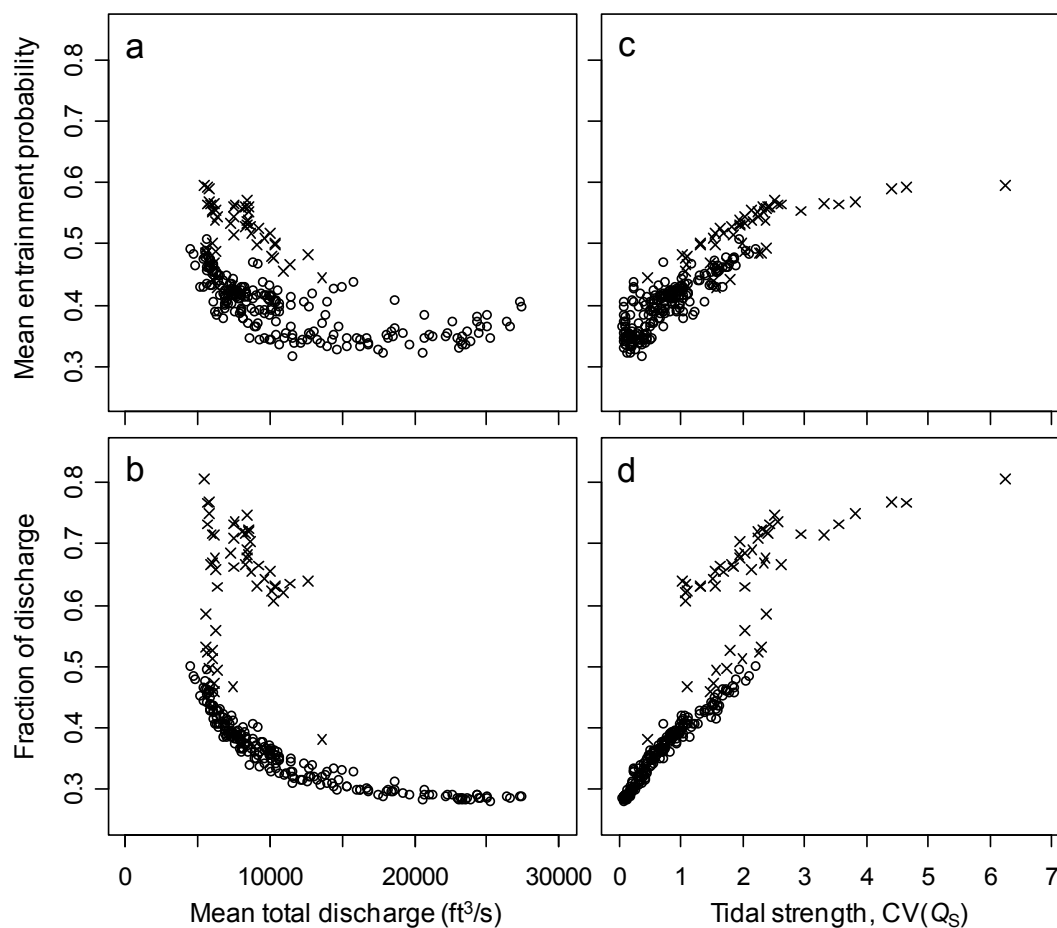 a
c
Mean entrainment probability
0.8
0.7
0.6
0.5
0.4
0.3
b
d
Fraction of discharge
0.8
0.7
0.6
0.5
0.4
0.3
0 10000 20000 30000
0 1 2 3 4 5 6 7
Mean total discharge (ft³/s)
Tidal strength, CV(QS)